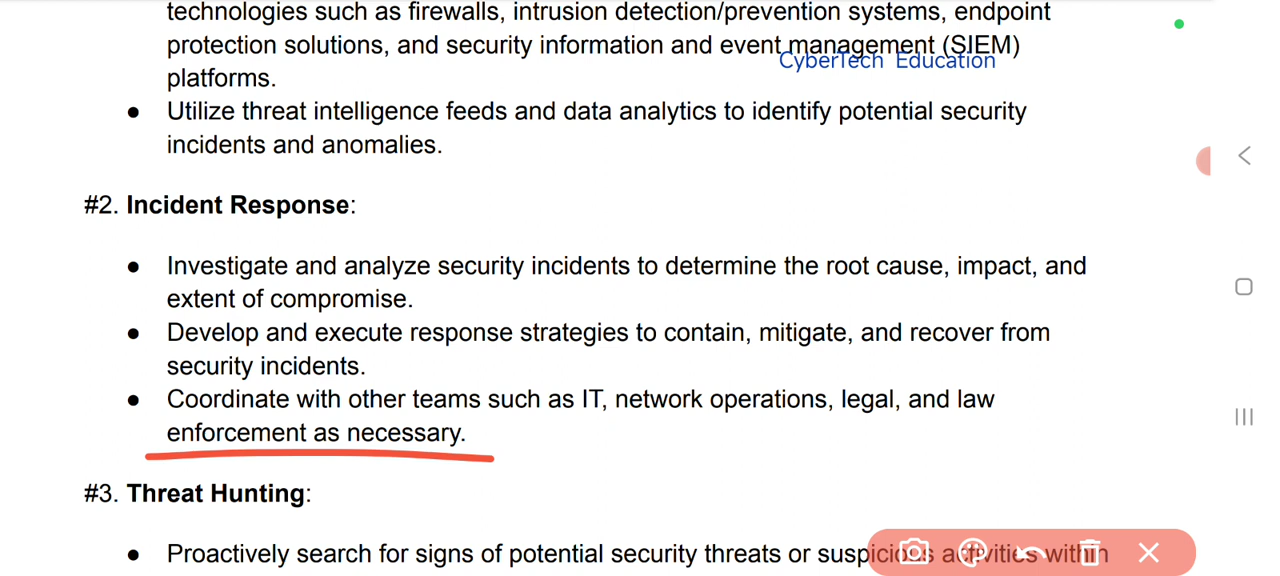 technologies such as firewalls, intrusion detection/prevention systems, endpoint
protection solutions, and security information and event management (SIEM)
CyberTech Education
platforms.
● Utilize threat intelligence feeds and data analytics to identify potential security
incidents and anomalies.
#2. Incident Response:
● Investigate and analyze security incidents to determine the root cause, impact, and
extent of compromise.
● Develop and execute response strategies to contain, mitigate, and recover from
security incidents.
● Coordinate with other teams such as IT, network operations, legal, and law
enforcement as necessary.
#3. Threat Hunting:
● Proactively search for signs of potential security threats or suspicious activities within